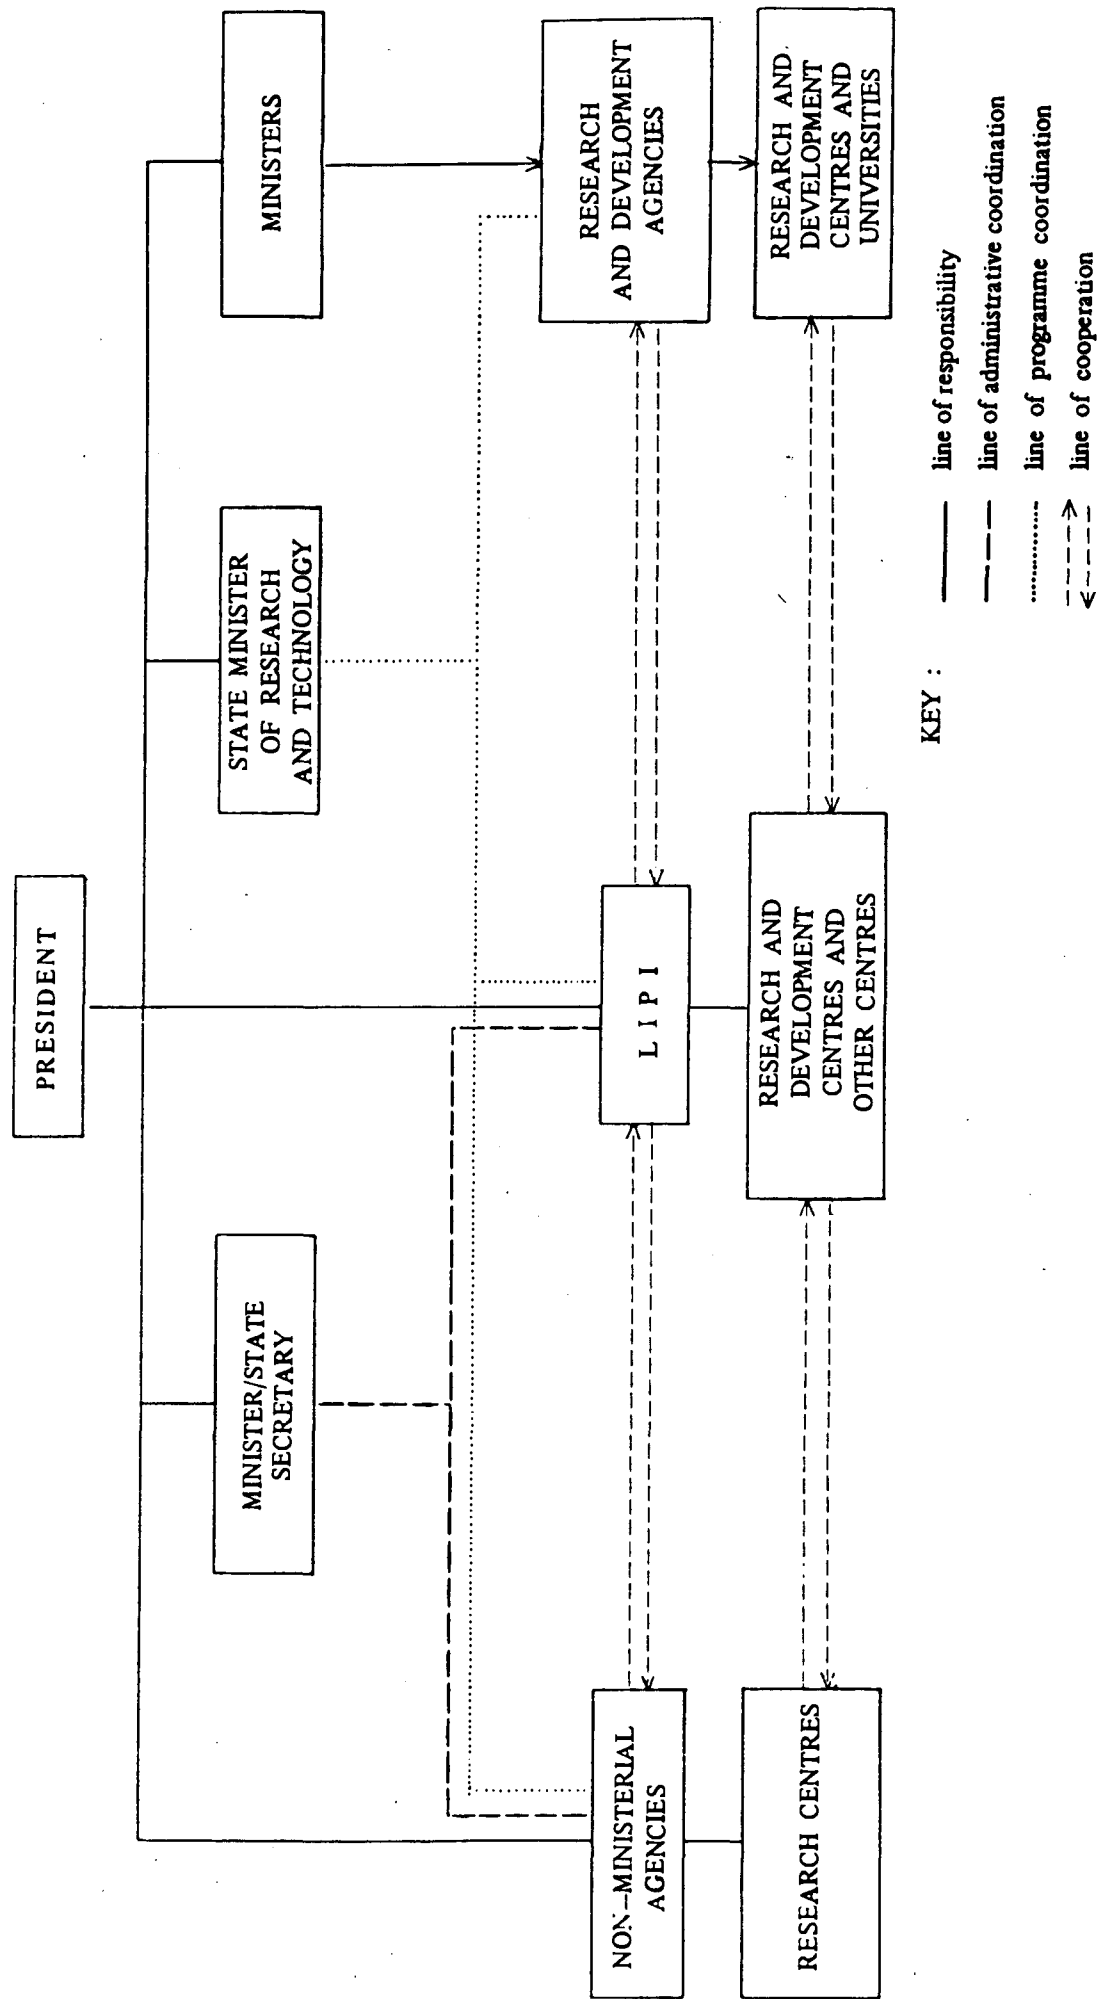 PRESIDENT
MINISTER/STATE
SECRETARY
STATE MINISTER
OF RESEARCH
AND TECHNOLOGY
MINISTERS
NON-MINISTERIAL
AGENCIES
L I P I
RESEARCH
AND DEVELOPMENT
AGENCIES
RESEARCH CENTRES
RESEARCH AND
DEVELOPMENT
CENTRES AND
OTHER CENTRES
RESEARCH AND
DEVELOPMENT
CENTRES AND
UNIVERSITIES
KEY :
line of responsibility
line of administrative coordination
line of programme coordination
line of cooperation